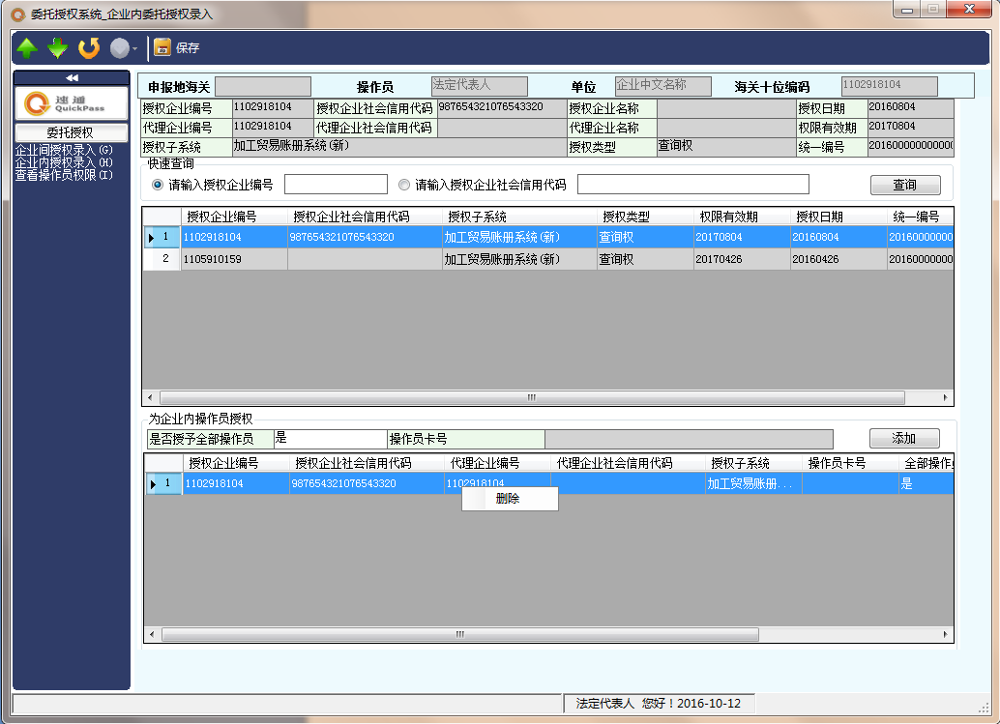 委托授权系统_企业内委托授权录入
保存
速通
QuickPass
委托授权
企业间授权录入(G)
企业内授权录入(H)
查看操作员权限(I)
申报地海关 操作员 法定代表人 单位 企业中文名称 海关十位编码 1102918104
授权企业编号 1102918104 授权企业社会信用代码 987654321076543320 授权企业名称 授权日期 20160804
代理企业编号 1102918104 代理企业社会信用代码 代理企业名称 权限有效期 20170804
授权子系统 加工贸易账册系统(新) 授权类型 查询权 统一编号 20160000000000
快速查询
请输入授权企业编号 请输入授权企业社会信用代码 查询
授权企业编号 授权企业社会信用代码 授权子系统 授权类型 权限有效期 授权日期 统一编号
1 1102918104 987654321076543320 加工贸易账册系统(新) 查询权 20170804 20160804 20160000000
2 1105910159 加工贸易账册系统(新) 查询权 20170426 20160426 20160000000
为企业内操作员授权
是否授予全部操作员 是 操作员卡号 添加
授权企业编号 授权企业社会信用代码 代理企业编号 代理企业社会信用代码 授权子系统 操作员卡号 全部操作
1 1102918104 987654321076543320 1102918104 加工贸易账册... 是
删除
法定代表人 您好！2016-10-12